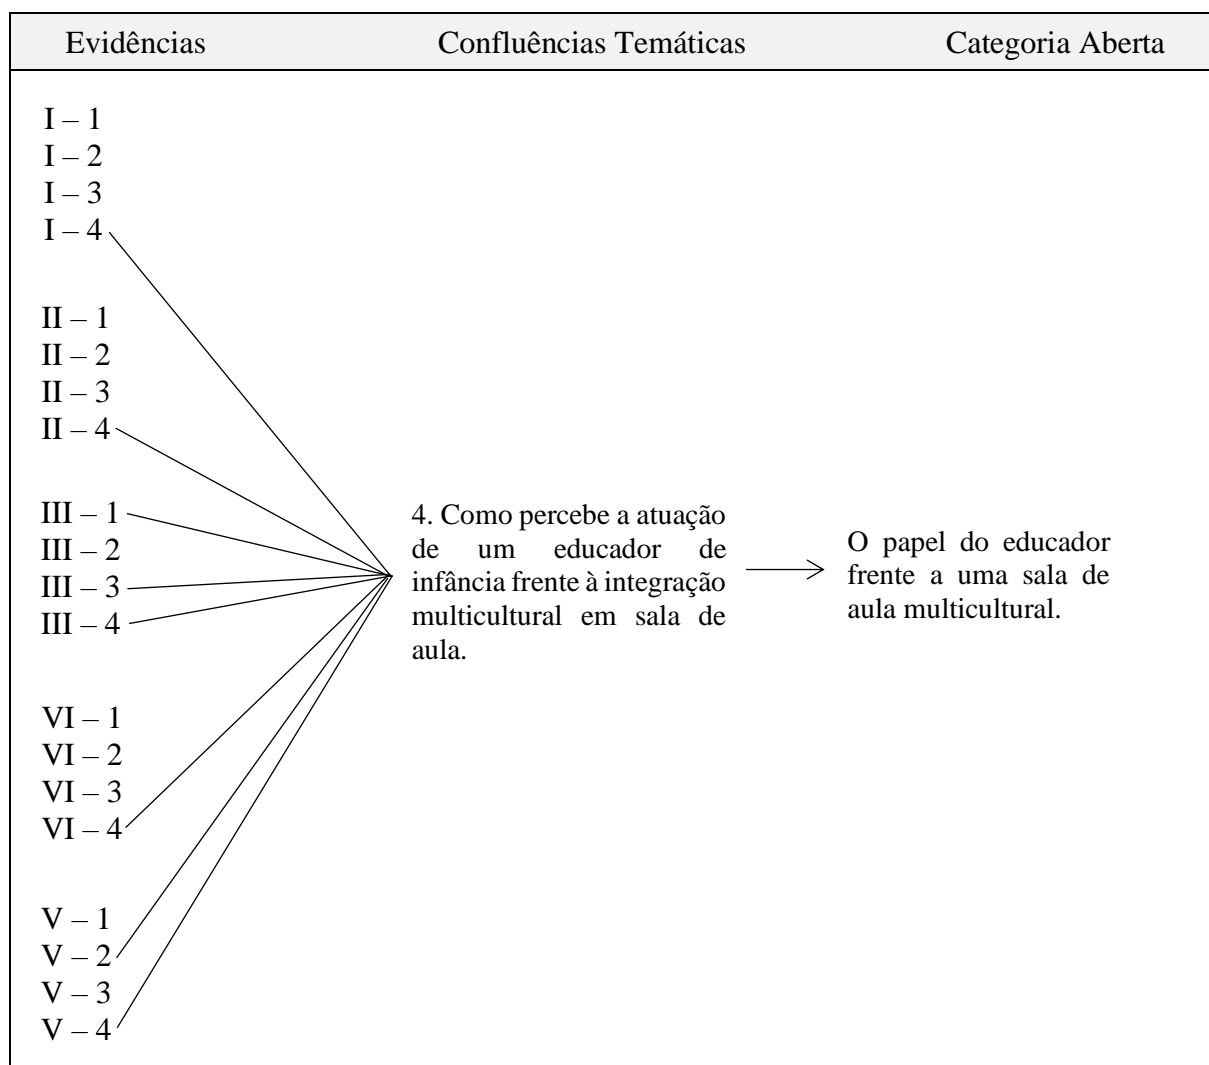 Evidências Confluências Temáticas Categoria Aberta
I – 1
I – 2
I – 3
I – 4
II – 1
II – 2
II – 3
II – 4
III – 1
III – 2
III – 3
III – 4
4. Como percebe a atuação
de um educador de
infância frente à integração
multicultural em sala de
aula.
O papel do educador
frente a uma sala de
aula multicultural.
VI – 1
VI – 2
VI – 3
VI – 4
V – 1
V – 2
V – 3
V – 4